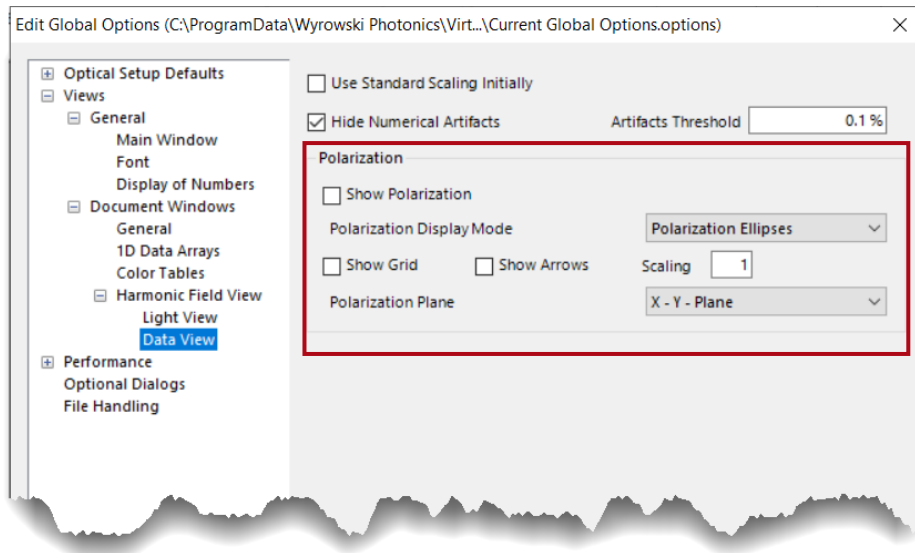 Edit Global Options (C:\ProgramData\Wyrowski Photonics\Virt...\Current Global Options.options)
Optical Setup Defaults
Views
General
Main Window
Font
Display of Numbers
Document Windows
General
1D Data Arrays
Color Tables
Harmonic Field View
Light View
Data View
Performance
Optional Dialogs
File Handling
Use Standard Scaling Initially
Hide Numerical Artifacts Artifacts Threshold 0.1 %
Polarization
Show Polarization
Polarization Display Mode Polarization Ellipses
Show Grid Show Arrows Scaling 1
Polarization Plane X - Y - Plane